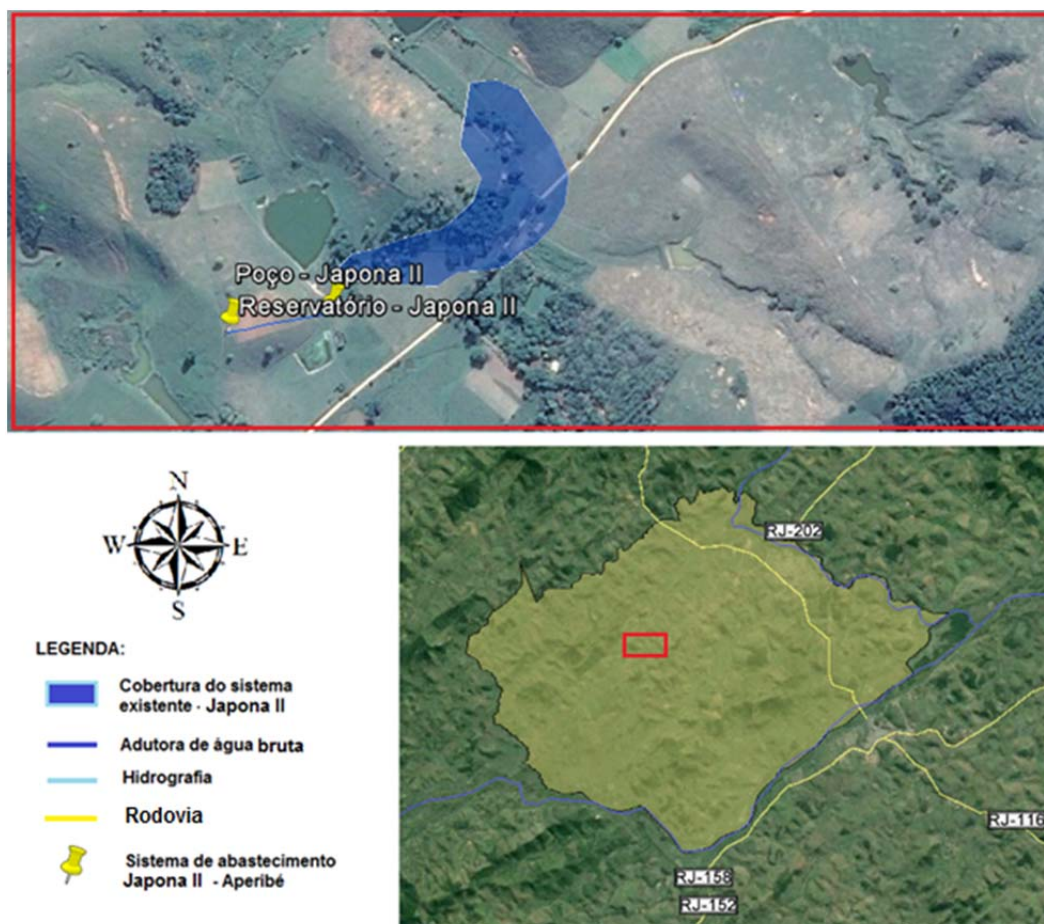 Poço - Japona II
Reservatório - Japona II
N
W E
S
LEGENDA:
Cobertura do sistema
existente - Japona II
Adutora de água bruta
Hidrografia
Rodovia
Sistema de abastecimento
Japona II - Aperibé
RJ-202
RJ-116
RJ-158
RJ-152